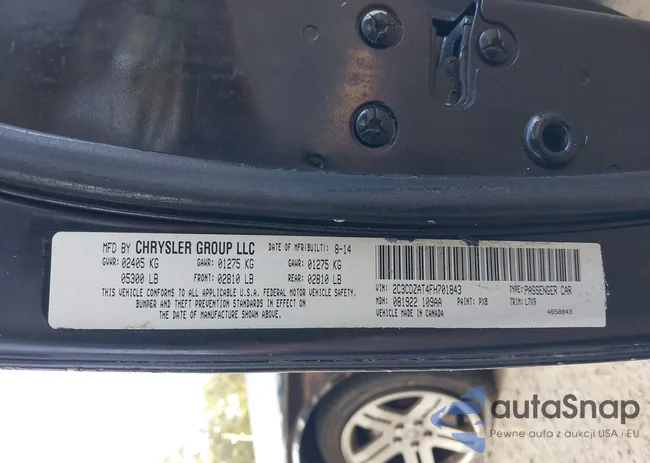 MFD BY CHRYSLER GROUP LLC DATE OF MFR(BUILT): 8-14
GVWR: 02405 KG GAWR: 01275 KG GAWR: 01275 KG
05300 LB FRONT: 02810 LB REAR: 02810 LB
THIS VEHICLE CONFORMS TO ALL APPLICABLE U.S.A. FEDERAL MOTOR VEHICLE SAFETY,
BUMPER AND THEFT PREVENTION STANDARDS IN EFFECT ON
THE DATE OF MANUFACTURE SHOWN ABOVE.
VIN: 2C3CDZAT4FH701843 TYPE: PASSENGER CAR
MDH: 081922 109AA PAINT: PX8 TRIM: L7X9
VEHICLE MADE IN CANADA 4658843
autoSnap
Pewne auta z aukcji USA i EU